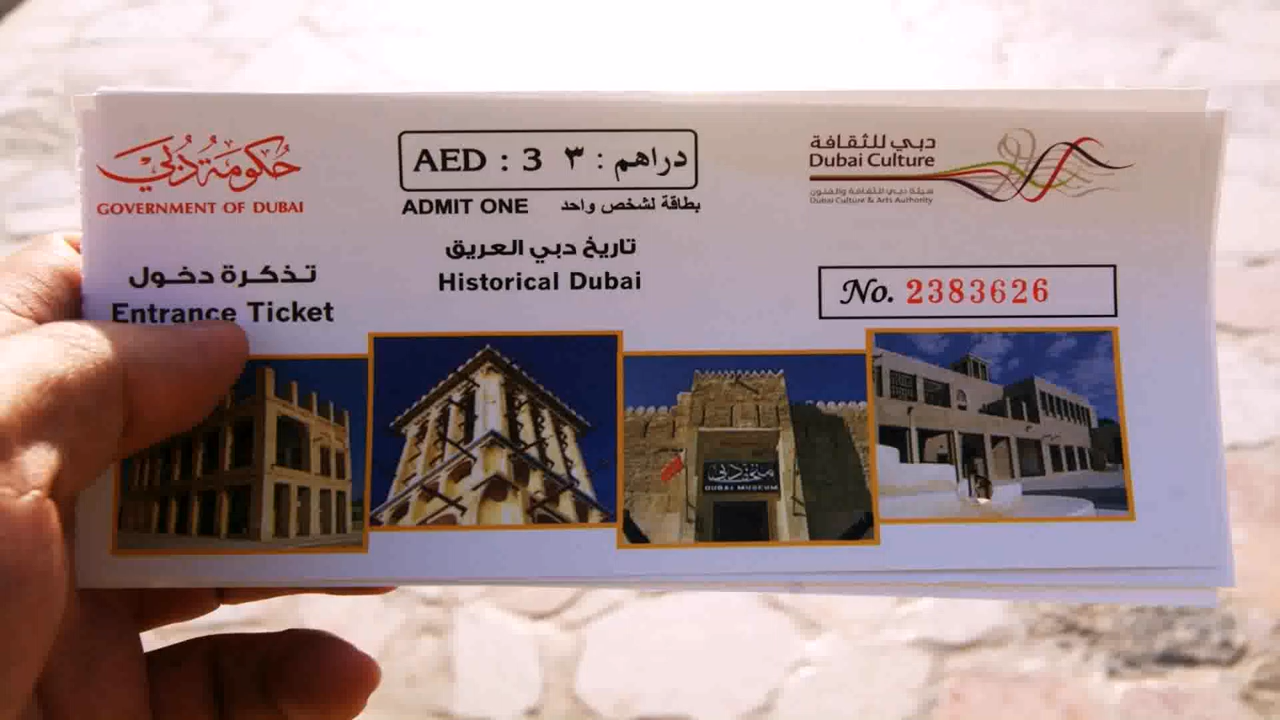 حكومة دبي
GOVERNMENT OF DUBAI
AED : 3 ٣ : دراهم
ADMIT ONE بطاقة لشخص واحد
دبي للثقافة
Dubai Culture
هيئة دبي للثقافة والفنون
Dubai Culture & Arts Authority
تاريخ دبي العريق
Historical Dubai
تذكرة دخول
Entrance Ticket
No. 2383626
متحف دبي
DUBAI MUSEUM